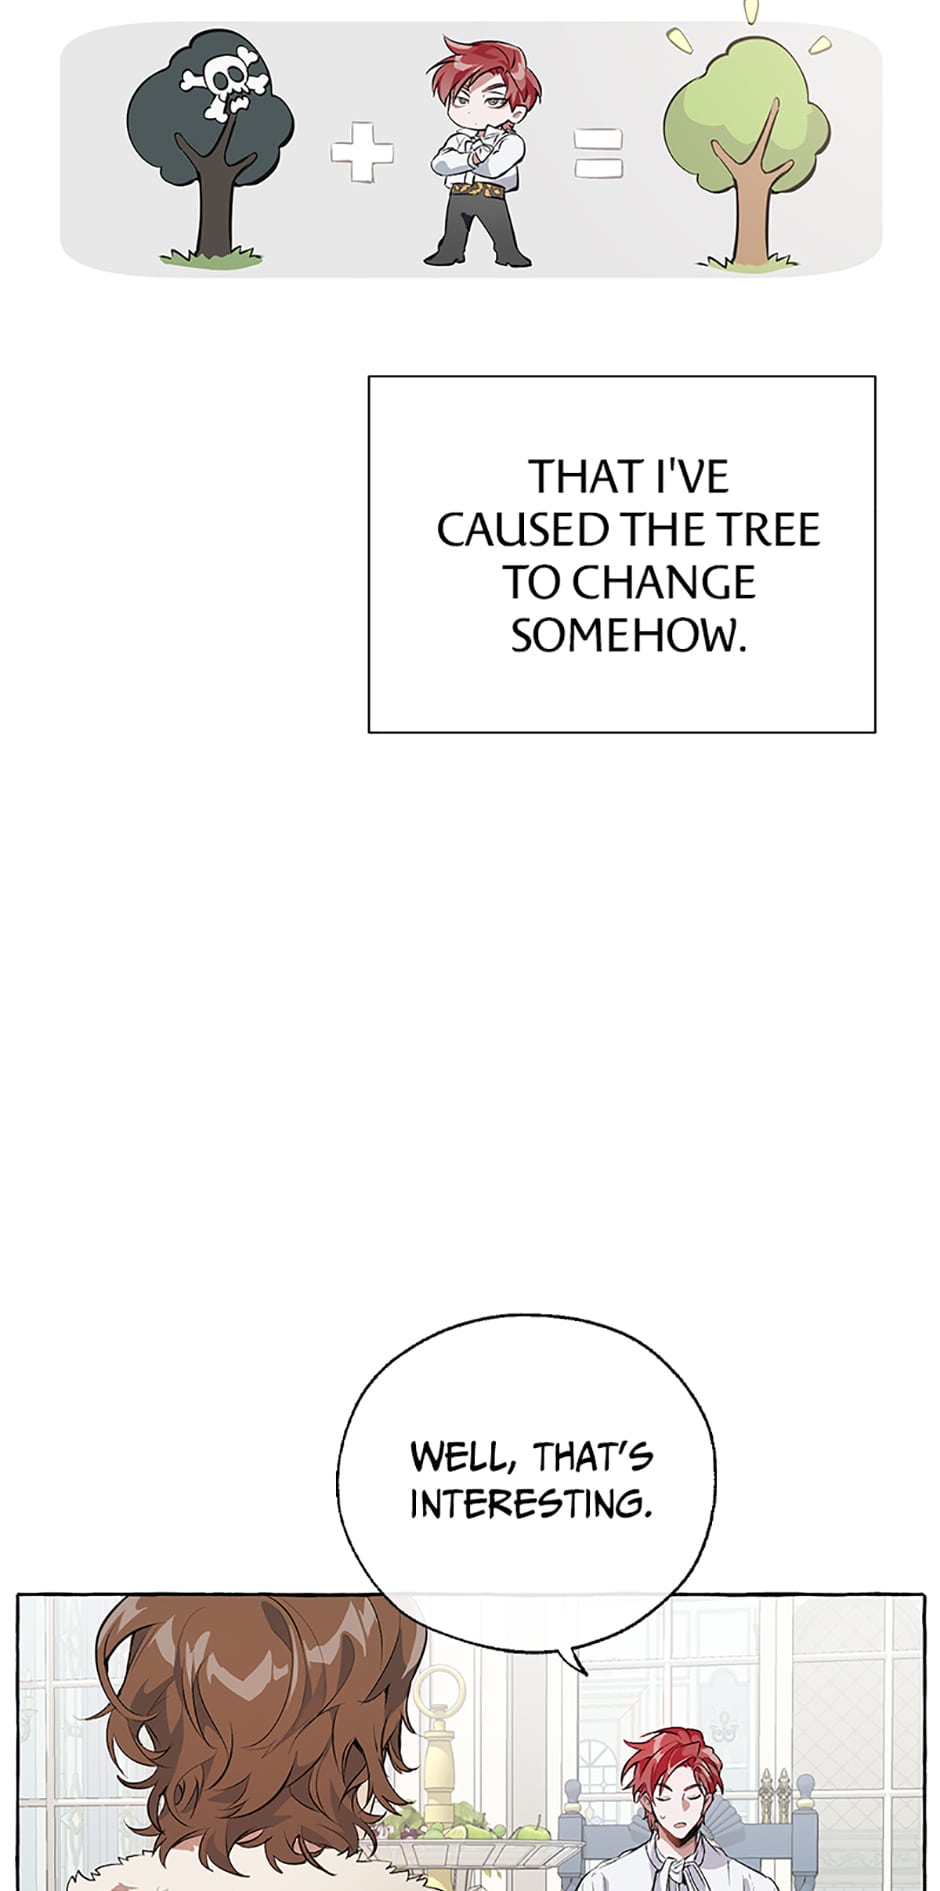 THAT I'VE
CAUSED THE TREE
TO CHANGE
SOMEHOW.
WELL, THAT'S
INTERESTING.